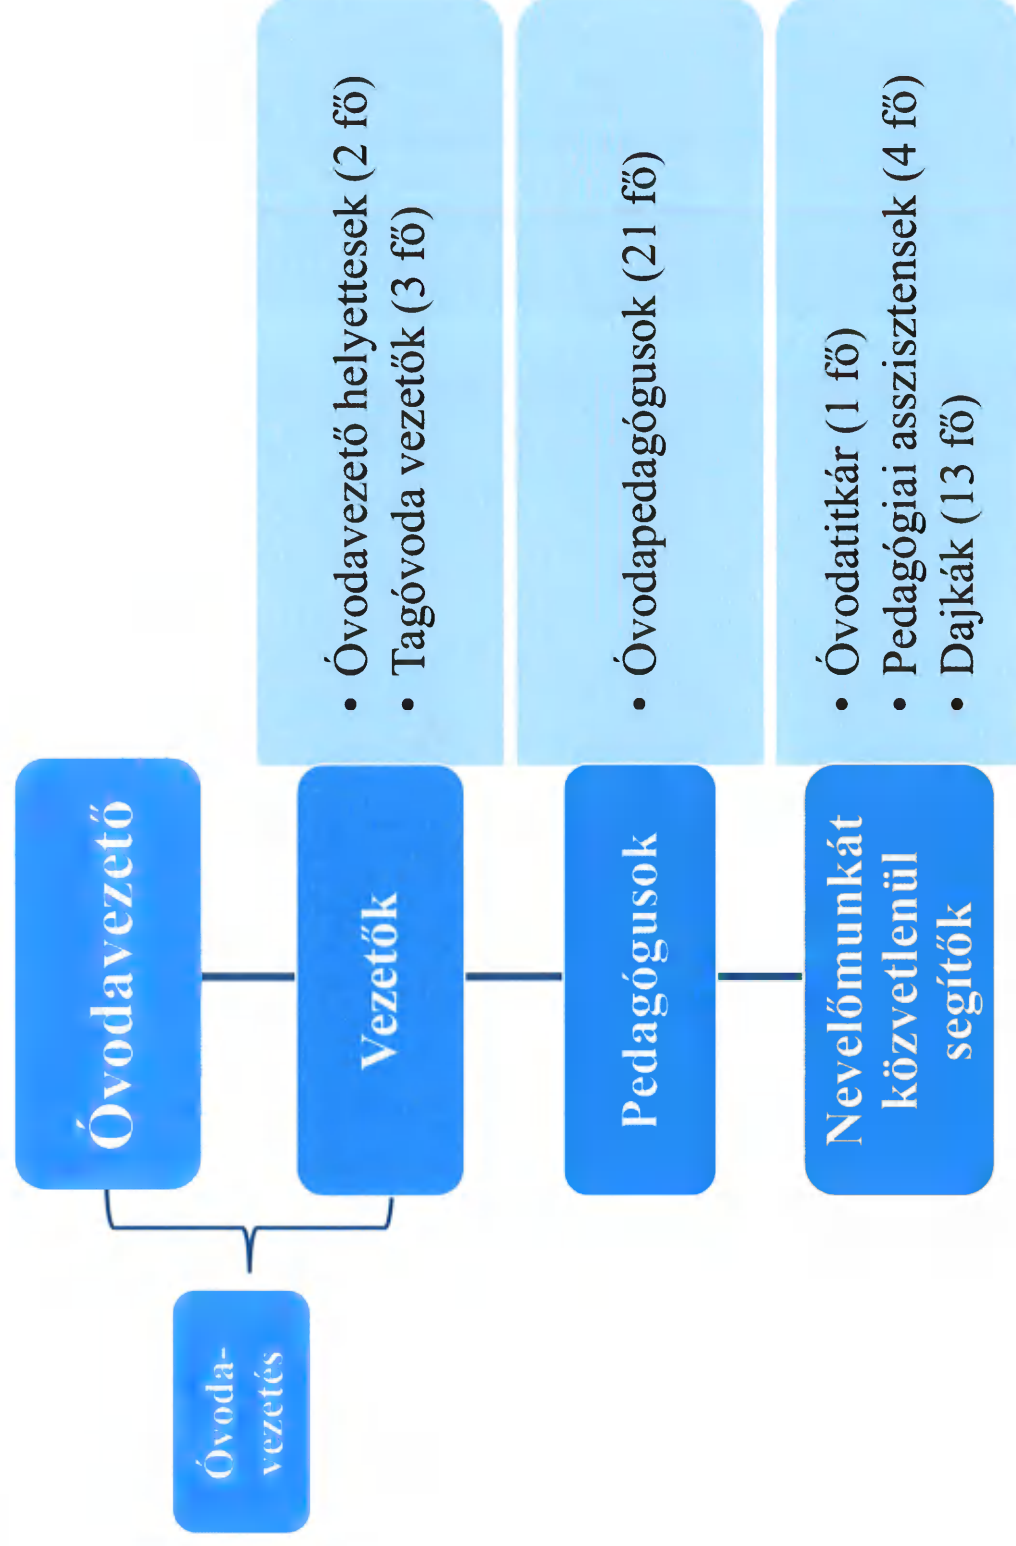 Óvodavezető
Óvoda-
vezetés
Vezetők
• Óvodavezető helyettesek (2 fő)
• Tagóvoda vezetők (3 fő)
Pedagógusok
• Óvodapedagógusok (21 fő)
Nevelőmunkát
közvetlenül
segítők
• Óvodatitkár (1 fő)
• Pedagógiai asszisztensek (4 fő)
• Dajkák (13 fő)